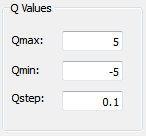 Q Values
Qmax: 5
Qmin: -5
Qstep: 0.1